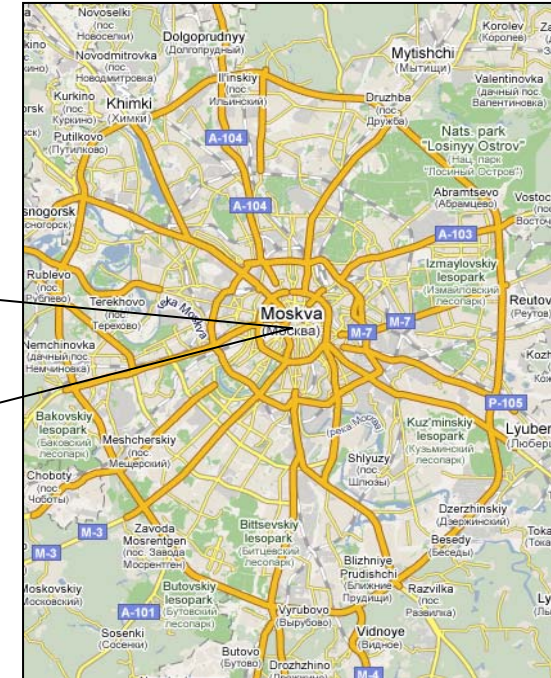 Novoselki
(пос.
Новоселки)
Dolgoprudnyy
(Долгопрудный)
Korolev
(Королев)
Novodmitrovka
(пос.
Новодмитровка)
Mytishchi
(Мытищи)
Il'inskiy
(пос.
Ильинский)
Valentinovka
(дачный пос.
Валентиновка)
Kurkino
(пос.
Куркино)
Khimki
(Химки)
Druzhba
(пос.
Дружба)
Putilkovo
(Путилково)
A-104
Nats. park
"Losinyy Ostrov"
(Нац. парк
"Лосиный Остров")
Abramtsevo
(Абрамцево)
A-104
A-103
Rublevo
(пос.
Рублево)
Terekhovo
(пос.
Терехово)
Izmaylovskiy
lesopark
(Измайловский
лесопарк)
Moskva
(Москва)
M-7
M-7
Nemchinovka
(дачный пос.
Немчиновка)
P-105
Bakovskiy
lesopark
(Баковский
лесопарк)
Meshcherskiy
(пос.
Мещерский)
Kuz'minskiy
lesopark
(Кузьминский
лесопарк)
Choboty
(пос.
Чоботы)
Shlyuzy
(пос.
Шлюзы)
Dzerzhinskiy
(Дзержинский)
M-3
M-3
Zavoda
Mosrentgen
(пос. Завода
Мосрентген)
Bittsevskiy
lesopark
(Битцевский
лесопарк)
Besedy
(Беседы)
Blizhniye
Prudishchi
(Ближние
Прудищи)
A-101
Butovskiy
lesopark
(Бутовский
лесопарк)
Razvilka
(пос.
Развилка)
Vyrubovo
(Вырубово)
Sosenki
(Сосенки)
Vidnoye
(Видное)
Butovo
(Бутово)
Drozhzhino
M-4